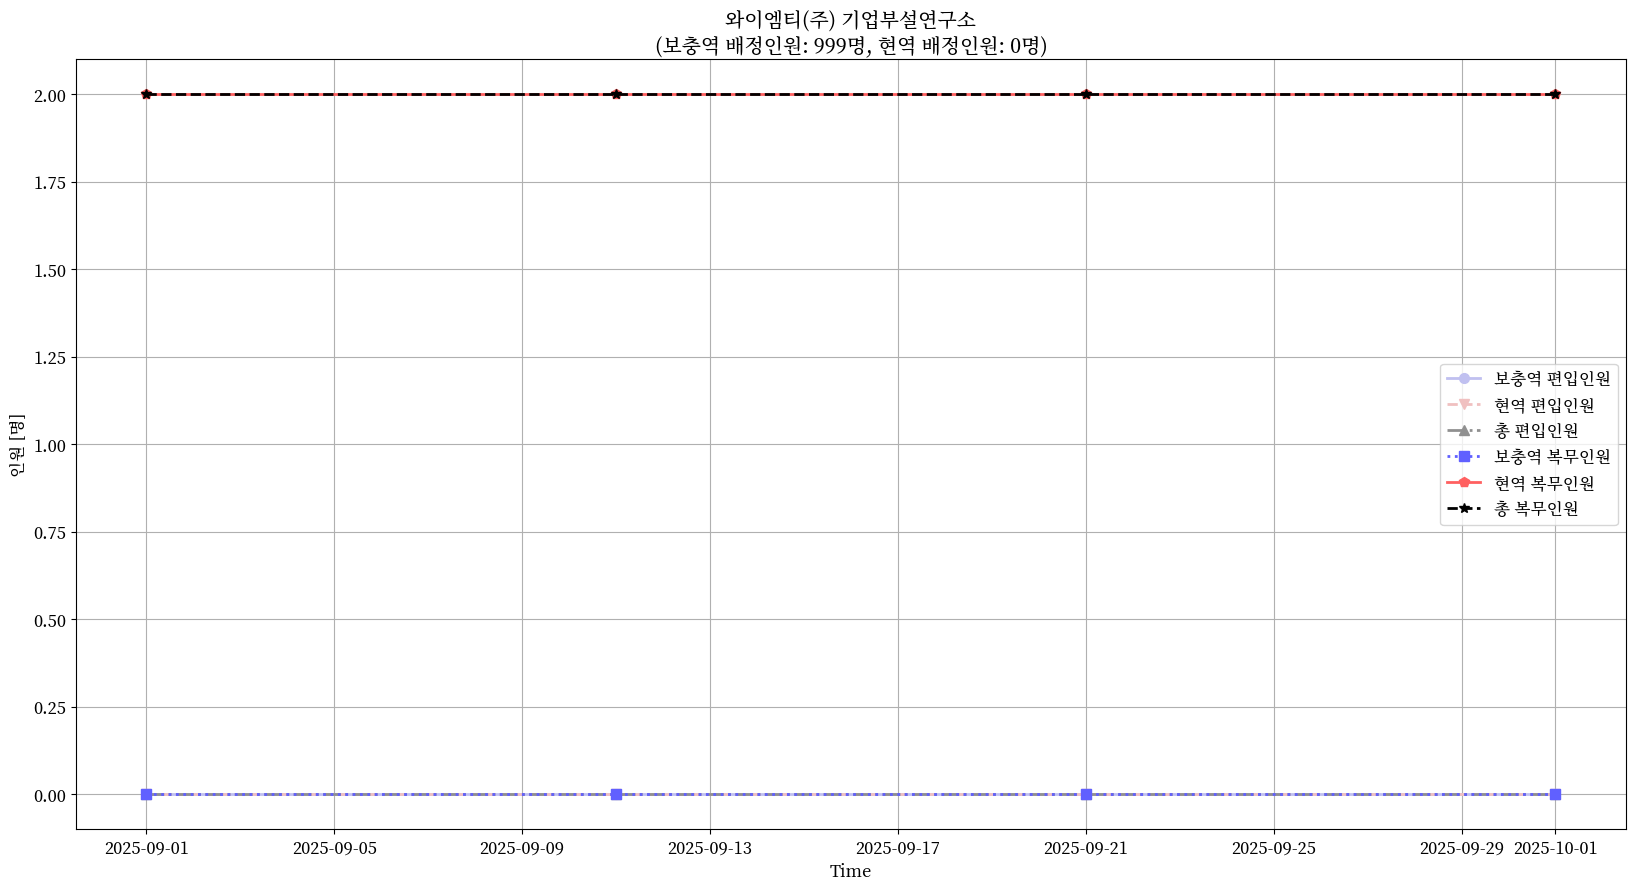 와이엠티(주) 기업부설연구소
(보충역 배정인원: 999명, 현역 배정인원: 0명)
2.00
1.75
1.50
1.25
1.00
0.75
0.50
0.25
0.00
인원 [명]
보충역 편입인원
현역 편입인원
총 편입인원
보충역 복무인원
현역 복무인원
총 복무인원
2025-09-01 2025-09-05 2025-09-09 2025-09-13 2025-09-17 2025-09-21 2025-09-25 2025-09-29 2025-10-01
Time